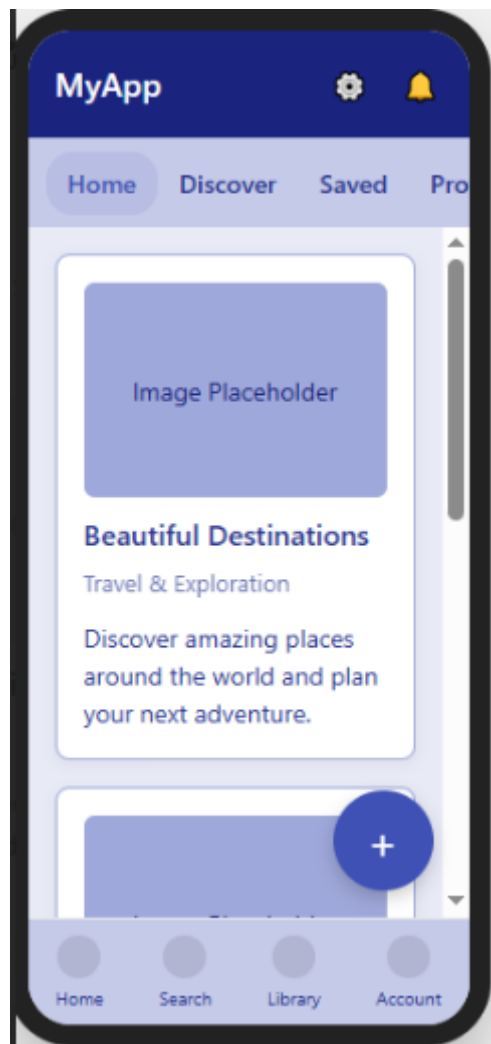 MyApp
Home Discover Saved Pro
Image Placeholder
Beautiful Destinations
Travel & Exploration
Discover amazing places
around the world and plan
your next adventure.
+
Home Search Library Account